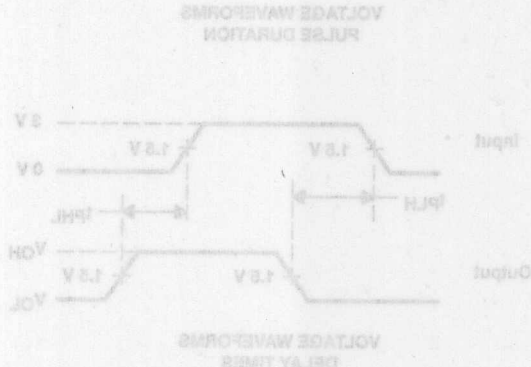 VOLTAGE WAVEFORMS
PULSE DURATION
3 V
Input 1.5 V 1.5 V
0 V
tPLH tPHL
VOH
Output 1.5 V 1.5 V
VOL
VOLTAGE WAVEFORMS
DELAY TIMES